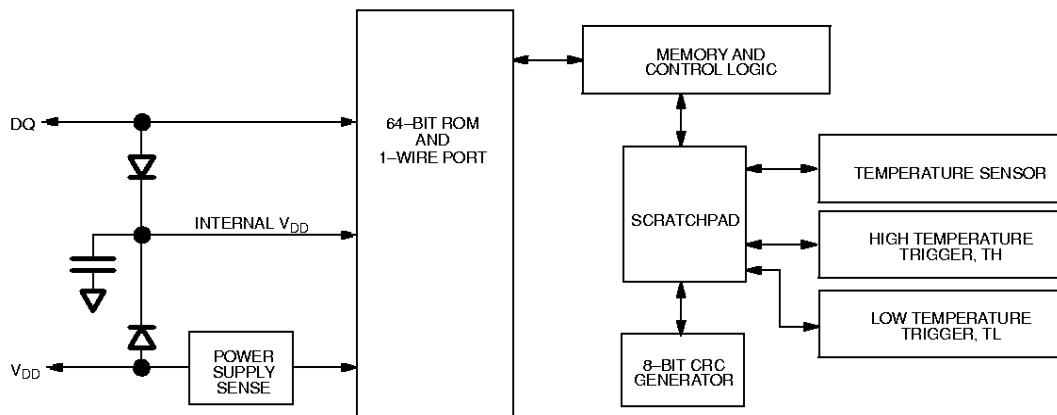 DQ
INTERNAL VDD
VDD
POWER
SUPPLY
SENSE
64–BIT ROM
AND
1–WIRE PORT
MEMORY AND
CONTROL LOGIC
SCRATCHPAD
8–BIT CRC
GENERATOR
TEMPERATURE SENSOR
HIGH TEMPERATURE
TRIGGER, TH
LOW TEMPERATURE
TRIGGER, TL